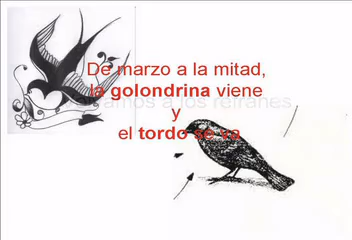 De marzo a la mitad,
la golondrina viene
y
el tordo se va